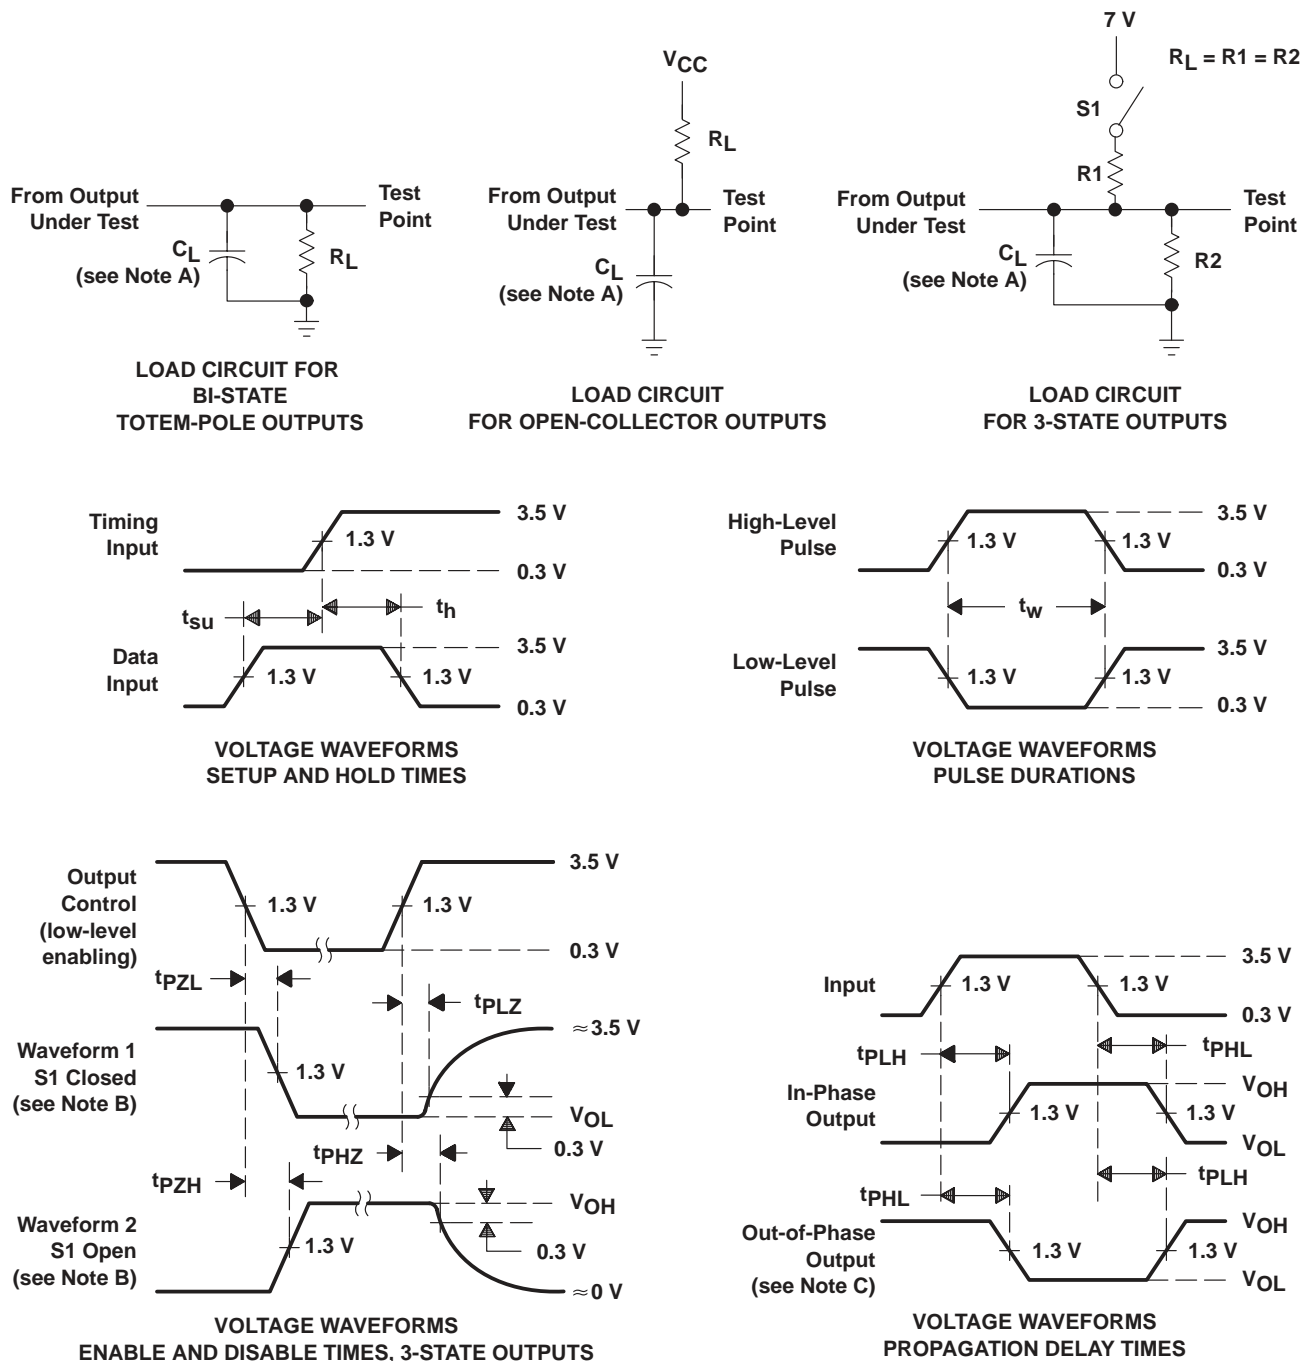 7 V
RL = R1 = R2
S1
R1
From Output
Under Test
Test
Point
CL
(see Note A)
R2
LOAD CIRCUIT
FOR 3-STATE OUTPUTS
VCC
RL
From Output
Under Test
Test
Point
CL
(see Note A)
LOAD CIRCUIT
FOR OPEN-COLLECTOR OUTPUTS
From Output
Under Test
Test
Point
CL
(see Note A)
RL
LOAD CIRCUIT FOR
BI-STATE
TOTEM-POLE OUTPUTS
Timing
Input
3.5 V
1.3 V
0.3 V
tsu
th
Data
Input
3.5 V
1.3 V
1.3 V
0.3 V
VOLTAGE WAVEFORMS
SETUP AND HOLD TIMES
High-Level
Pulse
3.5 V
1.3 V
1.3 V
0.3 V
tw
Low-Level
Pulse
3.5 V
1.3 V
1.3 V
0.3 V
VOLTAGE WAVEFORMS
PULSE DURATIONS
Output
Control
(low-level
enabling)
3.5 V
1.3 V
1.3 V
0.3 V
tPZL
tPLZ
Waveform 1
S1 Closed
(see Note B)
≈3.5 V
1.3 V
VOL
0.3 V
tPHZ
tPZH
Waveform 2
S1 Open
(see Note B)
VOH
1.3 V
0.3 V
≈0 V
VOLTAGE WAVEFORMS
ENABLE AND DISABLE TIMES, 3-STATE OUTPUTS
Input
3.5 V
1.3 V
1.3 V
0.3 V
tPLH
tPHL
In-Phase
Output
VOH
1.3 V
1.3 V
VOL
tPHL
tPLH
Out-of-Phase
Output
(see Note C)
VOH
1.3 V
1.3 V
VOL
VOLTAGE WAVEFORMS
PROPAGATION DELAY TIMES